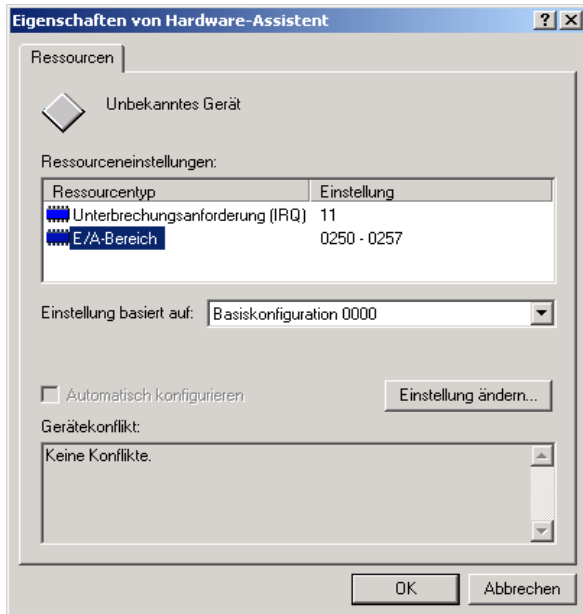 Eigenschaften von Hardware-Assistent
Ressourcen
Unbekanntes Gerät
Ressourceneinstellungen:
Ressourcentyp Einstellung
Unterbrechungsanforderung (IRQ) 11
E/A-Bereich 0250 - 0257
Einstellung basiert auf: Basiskonfiguration 0000
Automatisch konfigurieren Einstellung ändern...
Gerätekonflikt:
Keine Konflikte.
OK Abbrechen